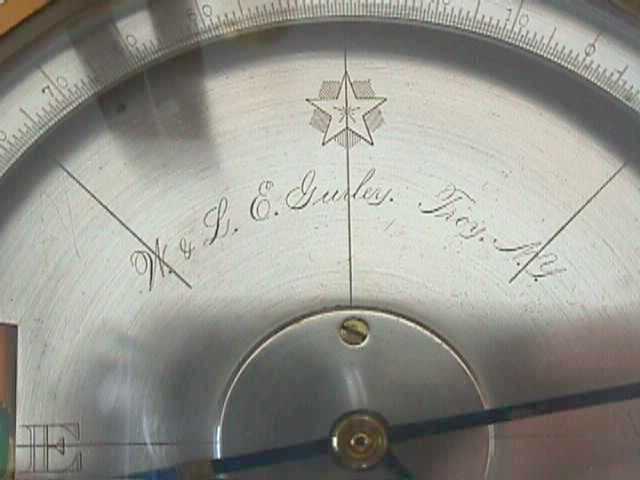 W. & L. E. Gurley. Troy, N.Y.
E